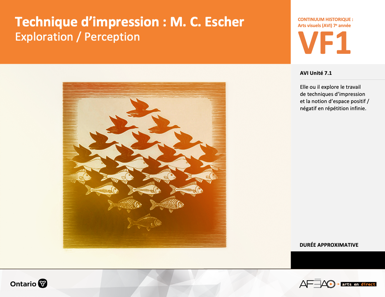 Technique d’impression : M. C. Escher
Exploration / Perception
CONTINUUM HISTORIQUE :
Arts visuels (AVI) 7e année
VF1
AVI Unité 7.1
Elle ou il explore le travail
de techniques d’impression
et la notion d’espace positif /
négatif en répétition infinie.
DURÉE APPROXIMATIVE
Ontario
AFEAO - arts en direct